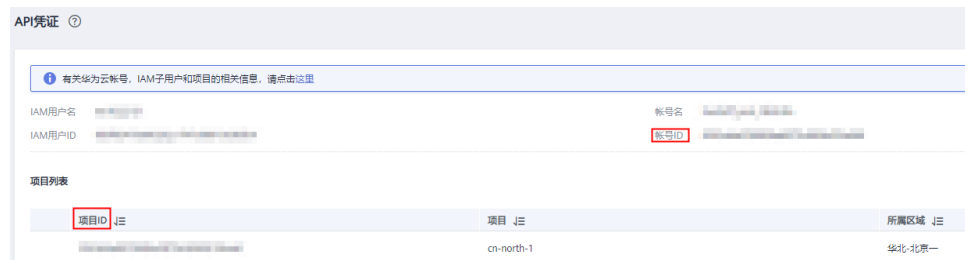 API凭证
有关华为云帐号，IAM子用户和项目的相关信息，请点击这里
IAM用户名
帐号名
IAM用户ID
帐号ID
项目列表
项目ID 项目 所属区域
cn-north-1 华北-北京一